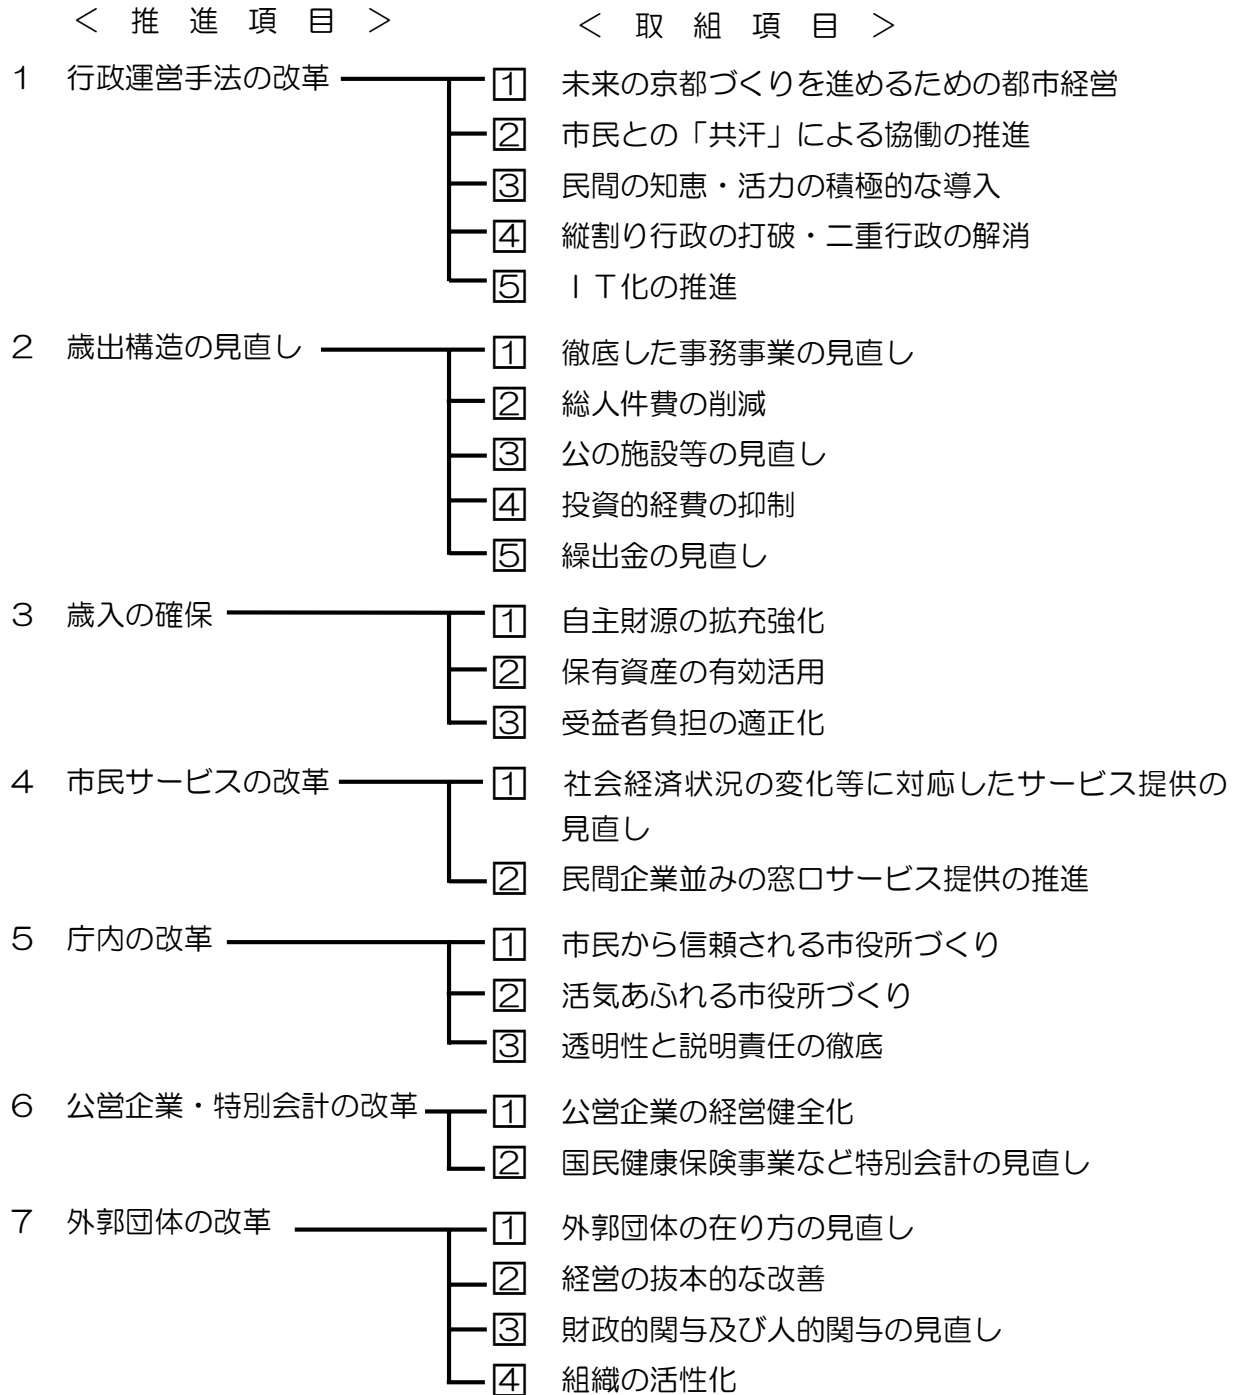 ＜ 推 進 項 目 ＞　＜ 取 組 項 目 ＞
１　行政運営手法の改革　1　未来の京都づくりを進めるための都市経営
2　市民との「共汗」による協働の推進
3　民間の知恵・活力の積極的な導入
4　縦割り行政の打破・二重行政の解消
5　ＩＴ化の推進
２　歳出構造の見直し　1　徹底した事務事業の見直し
2　総人件費の削減
3　公の施設等の見直し
4　投資的経費の抑制
5　繰出金の見直し
３　歳入の確保　1　自主財源の拡充強化
2　保有資産の有効活用
3　受益者負担の適正化
４　市民サービスの改革　1　社会経済状況の変化等に対応したサービス提供の
見直し
2　民間企業並みの窓口サービス提供の推進
５　庁内の改革　1　市民から信頼される市役所づくり
2　活気あふれる市役所づくり
3　透明性と説明責任の徹底
６　公営企業・特別会計の改革　1　公営企業の経営健全化
2　国民健康保険事業など特別会計の見直し
７　外郭団体の改革　1　外郭団体の在り方の見直し
2　経営の抜本的な改善
3　財政的関与及び人的関与の見直し
4　組織の活性化